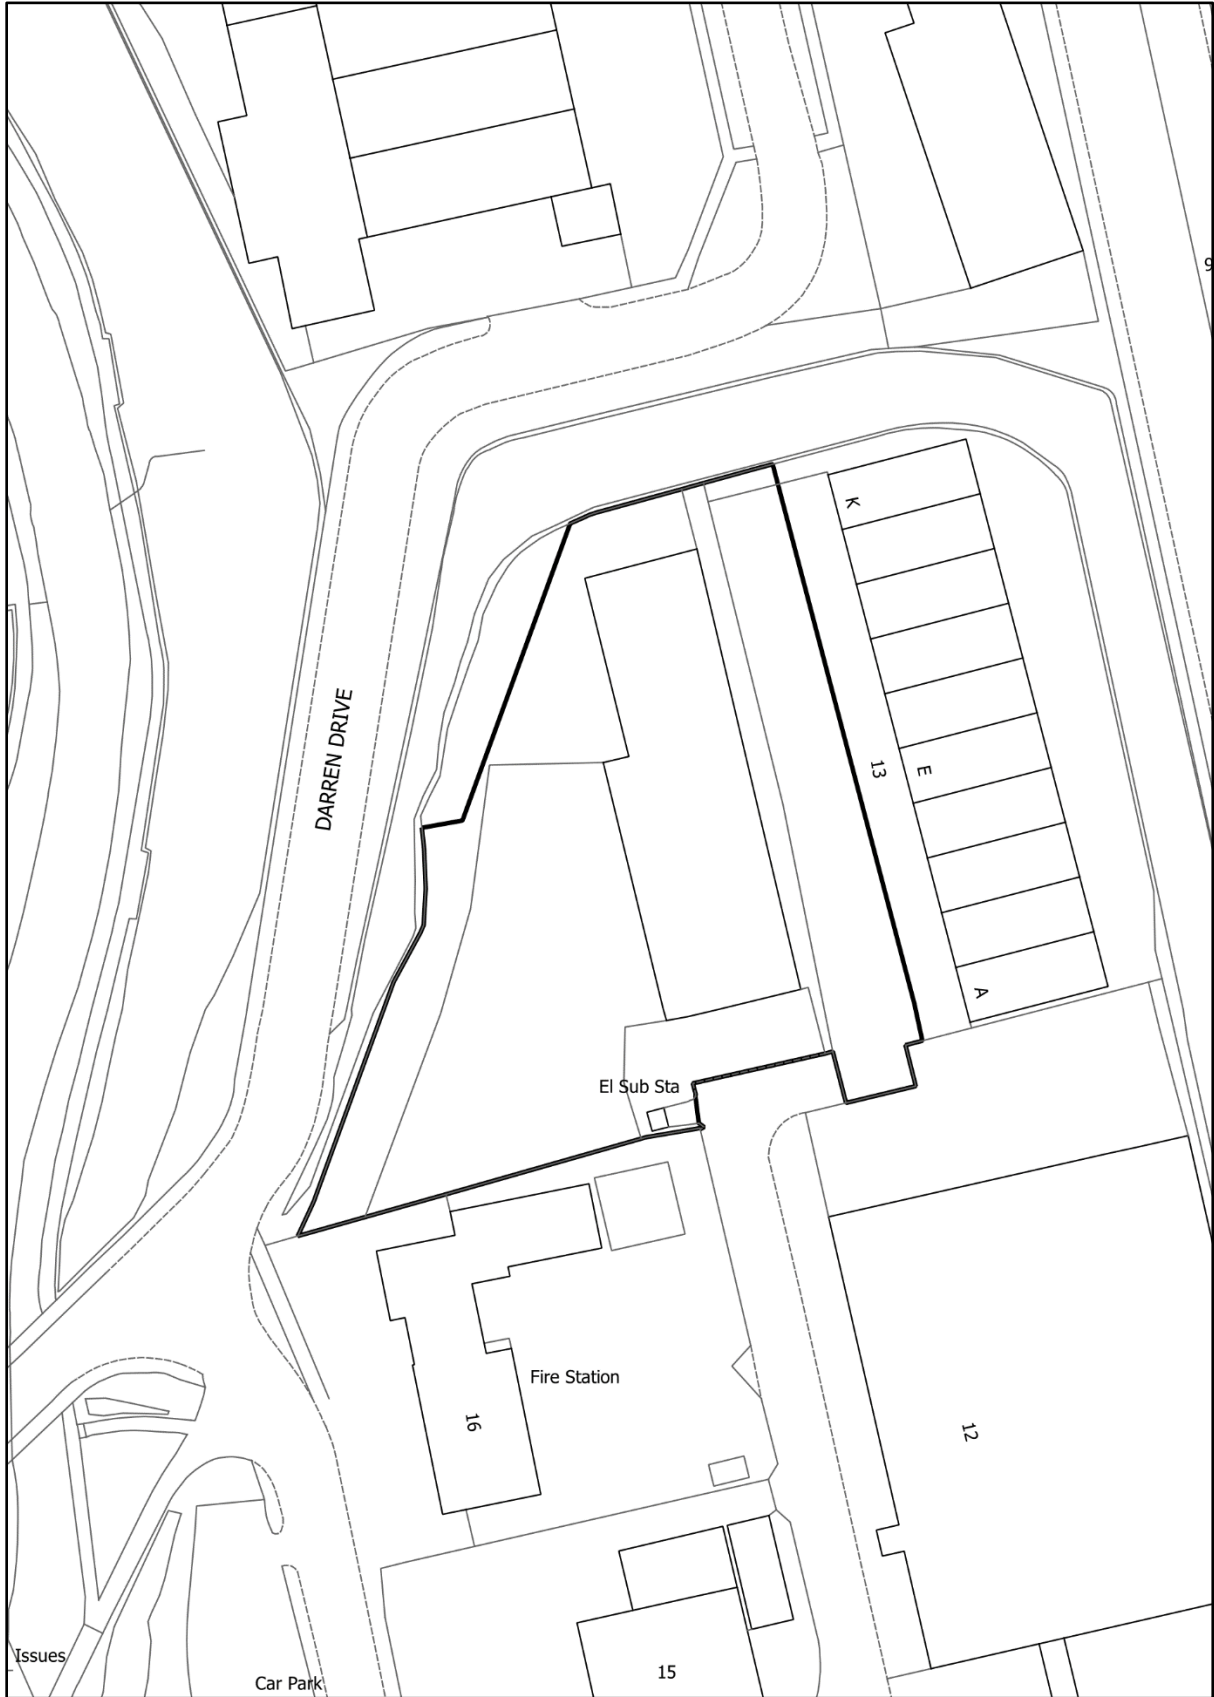 9
K
DARREN DRIVE
13
E
A
El Sub Sta
Fire Station
16
12
Issues
Car Park
15